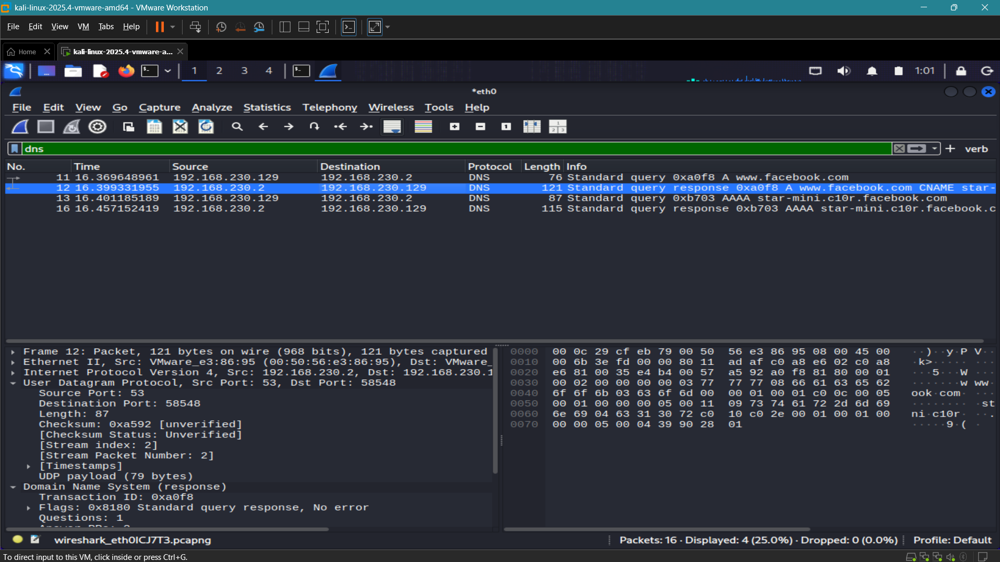 kali-linux-2025.4-vmware-amd64 - VMware Workstation
File Edit View VM Tabs Help
Home kali-linux-2025.4-vmware-a...
1 2 3 4 1:01
*eth0
File Edit View Go Capture Analyze Statistics Telephony Wireless Tools Help
dns + verb
No. Time Source Destination Protocol Length Info
11 16.369648961 192.168.230.129 192.168.230.2 DNS 76 Standard query 0xa0f8 A www.facebook.com
12 16.399331955 192.168.230.2 192.168.230.129 DNS 121 Standard query response 0xa0f8 A www.facebook.com CNAME star-
13 16.401185189 192.168.230.129 192.168.230.2 DNS 87 Standard query 0xb703 AAAA star-mini.c10r.facebook.com
16 16.457152419 192.168.230.2 192.168.230.129 DNS 115 Standard query response 0xb703 AAAA star-mini.c10r.facebook.c
Frame 12: Packet, 121 bytes on wire (968 bits), 121 bytes captured
Ethernet II, Src: VMware_e3:86:95 (00:50:56:e3:86:95), Dst: VMware_
Internet Protocol Version 4, Src: 192.168.230.2, Dst: 192.168.230.1
User Datagram Protocol, Src Port: 53, Dst Port: 58548
Source Port: 53
Destination Port: 58548
Length: 87
Checksum: 0xa592 [unverified]
[Checksum Status: Unverified]
[Stream index: 2]
[Stream Packet Number: 2]
[Timestamps]
UDP payload (79 bytes)
Domain Name System (response)
Transaction ID: 0xa0f8
Flags: 0x8180 Standard query response, No error
Questions: 1
0000 00 0c 29 cf eb 79 00 50 56 e3 86 95 08 00 45 00 ··)··y·P V··
0010 00 6b 3e fd 00 00 80 11 ad af c0 a8 e6 02 c0 a8 ·k>····· ···
0020 e6 81 00 35 e4 b4 00 57 a5 92 a0 f8 81 80 00 01 ···5···W ···
0030 00 02 00 00 00 00 03 77 77 77 08 66 61 63 65 62 ·······w ww·
0040 6f 6f 6b 03 63 6f 6d 00 00 01 00 01 c0 0c 00 05 ook·com· ···
0050 00 01 00 00 00 05 00 11 09 73 74 61 72 2d 6d 69 ········ ·st
0060 6e 69 04 63 31 30 72 c0 10 c0 2e 00 01 00 01 00 ni·c10r· ··.
0070 00 00 05 00 04 39 90 28 01 ·····9·( ·
wireshark_eth0ICJ7T3.pcapng Packets: 16 · Displayed: 4 (25.0%) · Dropped: 0 (0.0%) Profile: Default
To direct input to this VM, click inside or press Ctrl+G.